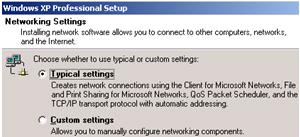 Windows XP Professional Setup
Networking Settings
Installing network software allows you to connect to other computers, networks,
and the Internet.
Choose whether to use typical or custom settings:
Typical settings
Creates network connections using the Client for Microsoft Networks, File
and Print Sharing for Microsoft Networks, QoS Packet Scheduler, and the
TCP/IP transport protocol with automatic addressing.
Custom settings
Allows you to manually configure networking components.